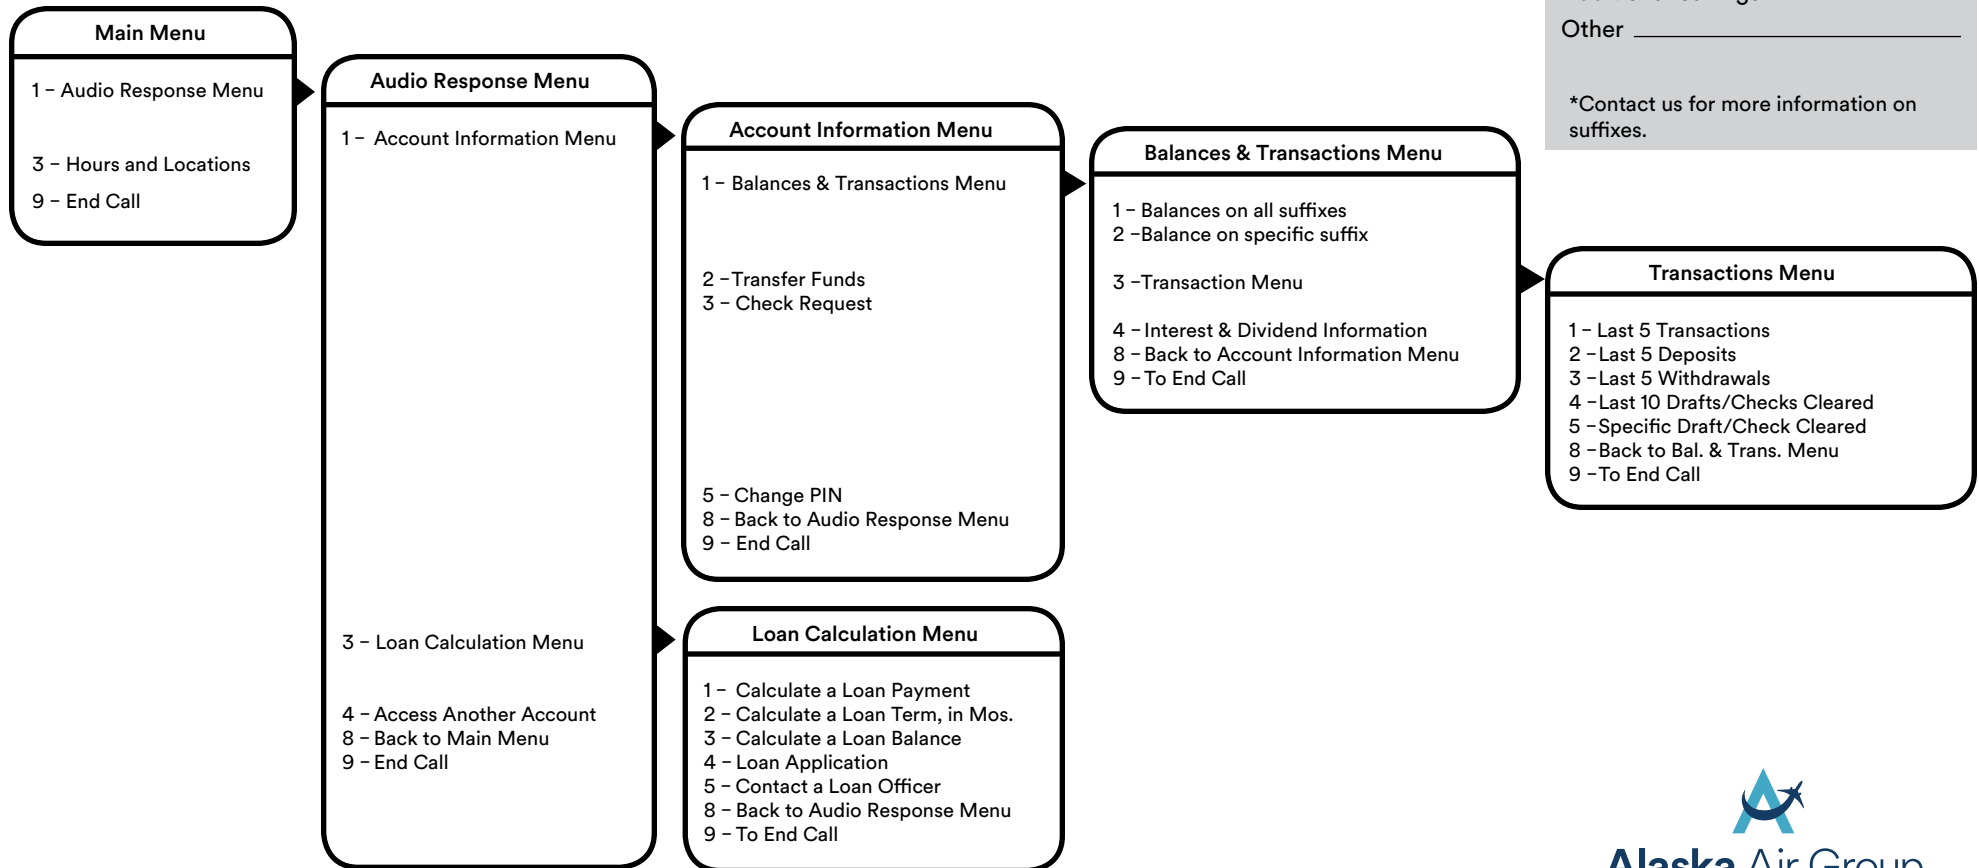 Main Menu
1 – Audio Response Menu
3 – Hours and Locations
9 – End Call
Audio Response Menu
1 – Account Information Menu
3 – Loan Calculation Menu
4 – Access Another Account
8 – Back to Main Menu
9 – End Call
Account Information Menu
1 – Balances & Transactions Menu
2 – Transfer Funds
3 – Check Request
5 – Change PIN
8 – Back to Audio Response Menu
9 – End Call
Loan Calculation Menu
1 – Calculate a Loan Payment
2 – Calculate a Loan Term, in Mos.
3 – Calculate a Loan Balance
4 – Loan Application
5 – Contact a Loan Officer
8 – Back to Audio Response Menu
9 – To End Call
Balances & Transactions Menu
1 – Balances on all suffixes
2 – Balance on specific suffix
3 – Transaction Menu
4 – Interest & Dividend Information
8 – Back to Account Information Menu
9 – To End Call
Transactions Menu
1 – Last 5 Transactions
2 – Last 5 Deposits
3 – Last 5 Withdrawals
4 – Last 10 Drafts/Checks Cleared
5 – Specific Draft/Check Cleared
8 – Back to Bal. & Trans. Menu
9 – To End Call
Other
*Contact us for more information on
suffixes.
Alaska Air Group